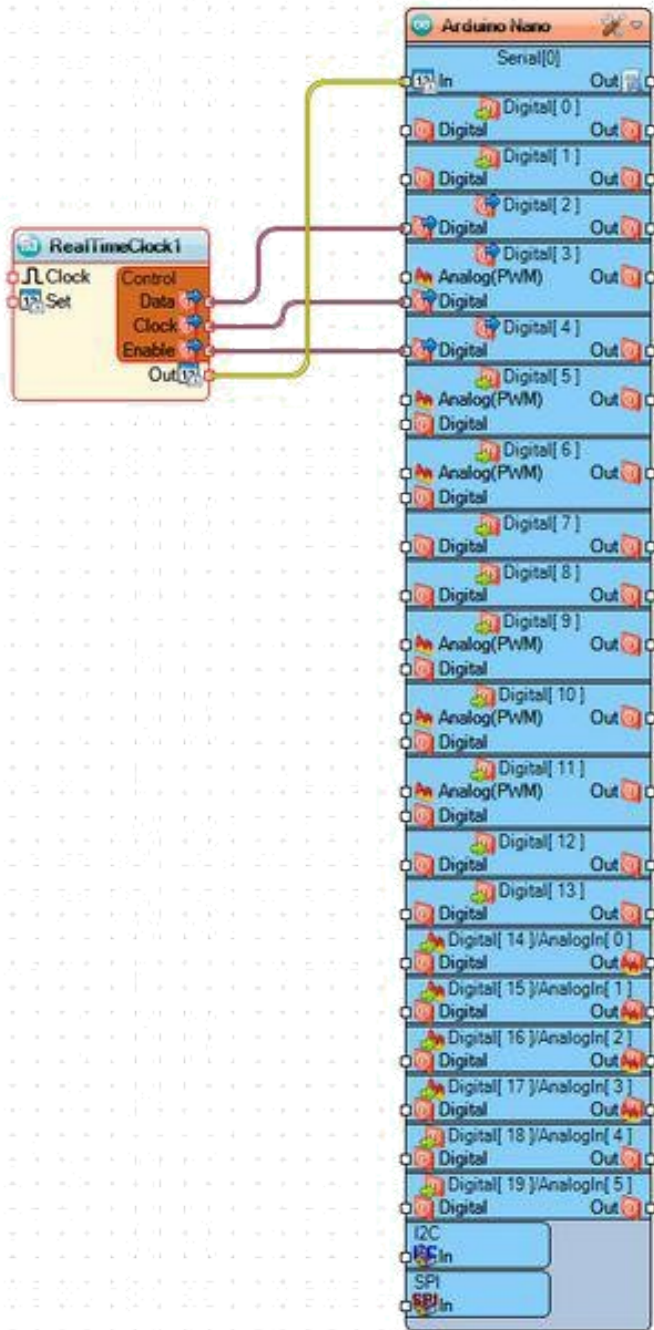 Arduino Nano
Serial[0]
In Out
Digital[ 0 ]
Digital Out
Digital[ 1 ]
Digital Out
Digital[ 2 ]
Digital Out
Digital[ 3 ]
Analog(PWM) Out
Digital
Digital[ 4 ]
Digital Out
Digital[ 5 ]
Analog(PWM) Out
Digital
Digital[ 6 ]
Analog(PWM) Out
Digital
Digital[ 7 ]
Digital Out
Digital[ 8 ]
Digital Out
Digital[ 9 ]
Analog(PWM) Out
Digital
Digital[ 10 ]
Analog(PWM) Out
Digital
Digital[ 11 ]
Analog(PWM) Out
Digital
Digital[ 12 ]
Digital Out
Digital[ 13 ]
Digital Out
Digital[ 14 ]/AnalogIn[ 0 ]
Digital Out
Digital[ 15 ]/AnalogIn[ 1 ]
Digital Out
Digital[ 16 ]/AnalogIn[ 2 ]
Digital Out
Digital[ 17 ]/AnalogIn[ 3 ]
Digital Out
Digital[ 18 ]/AnalogIn[ 4 ]
Digital Out
Digital[ 19 ]/AnalogIn[ 5 ]
Digital Out
I2C
I2C In
SPI
SPI In
RealTimeClock1
Clock Control
Set Data
Clock
Enable
Out